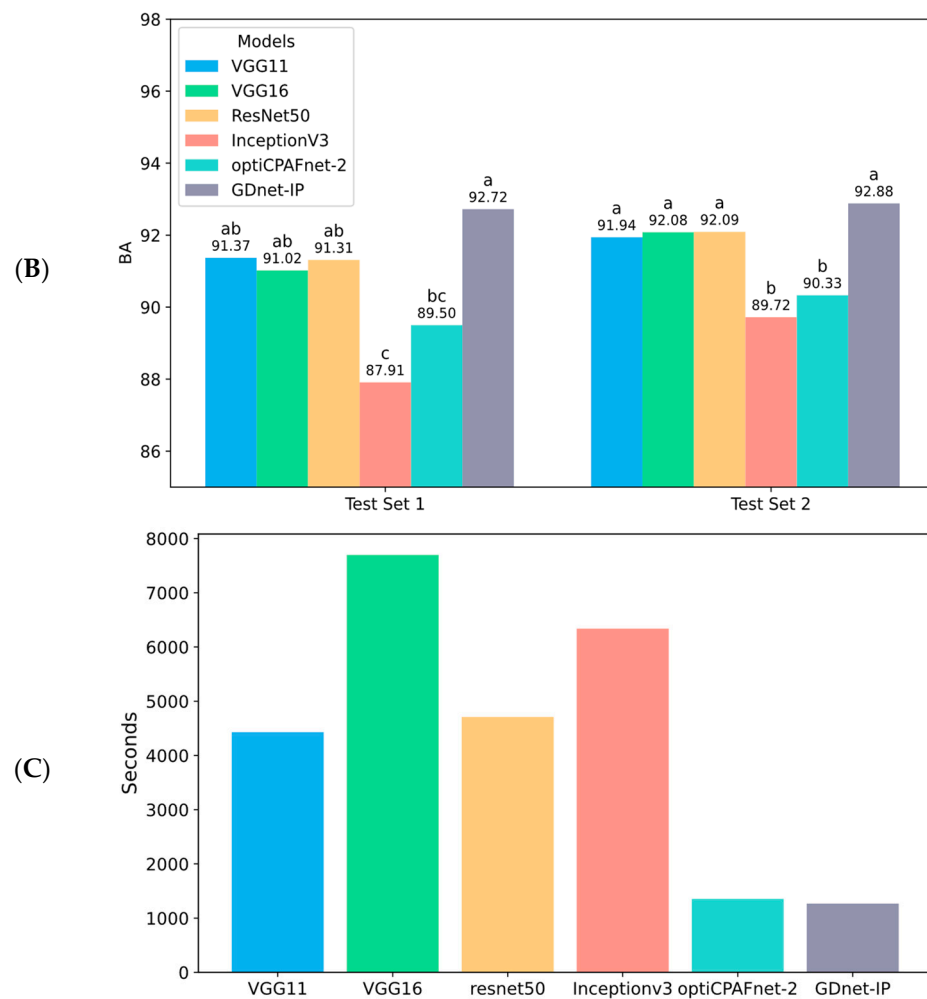 98
96
94
92
90
88
86
BA
(B)
Models
VGG11
VGG16
ResNet50
InceptionV3
optiCPAFnet-2
GDnet-IP
ab
91.37
ab
91.02
ab
91.31
c
87.91
bc
89.50
a
92.72
a
91.94
a
92.08
a
92.09
b
89.72
b
90.33
a
92.88
Test Set 1
Test Set 2
8000
7000
6000
5000
4000
3000
2000
1000
0
Seconds
(C)
VGG11
VGG16
resnet50
Inceptionv3
optiCPAFnet-2
GDnet-IP